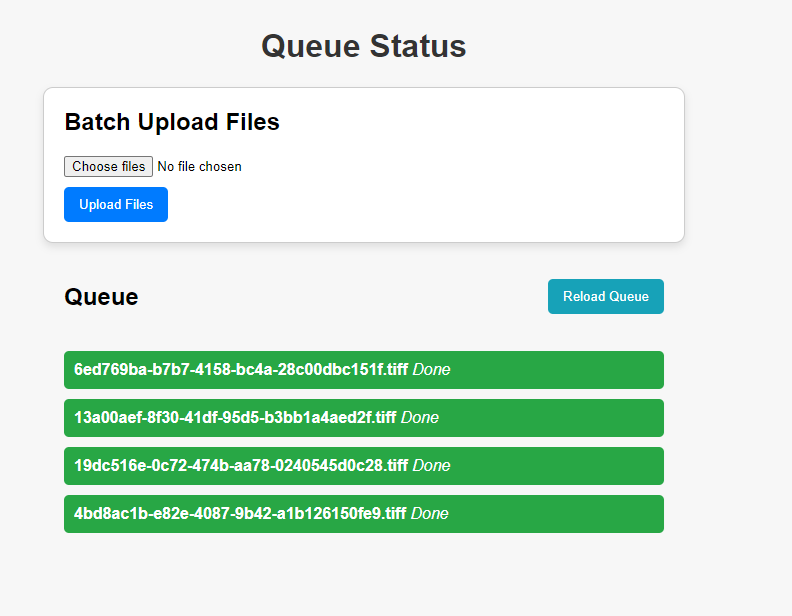 Queue Status
Batch Upload Files
Choose files No file chosen
Upload Files
Queue
Reload Queue
6ed769ba-b7b7-4158-bc4a-28c00dbc151f.tiff Done
13a00aef-8f30-41df-95d5-b3bb1a4aed2f.tiff Done
19dc516e-0c72-474b-aa78-0240545d0c28.tiff Done
4bd8ac1b-e82e-4087-9b42-a1b126150fe9.tiff Done